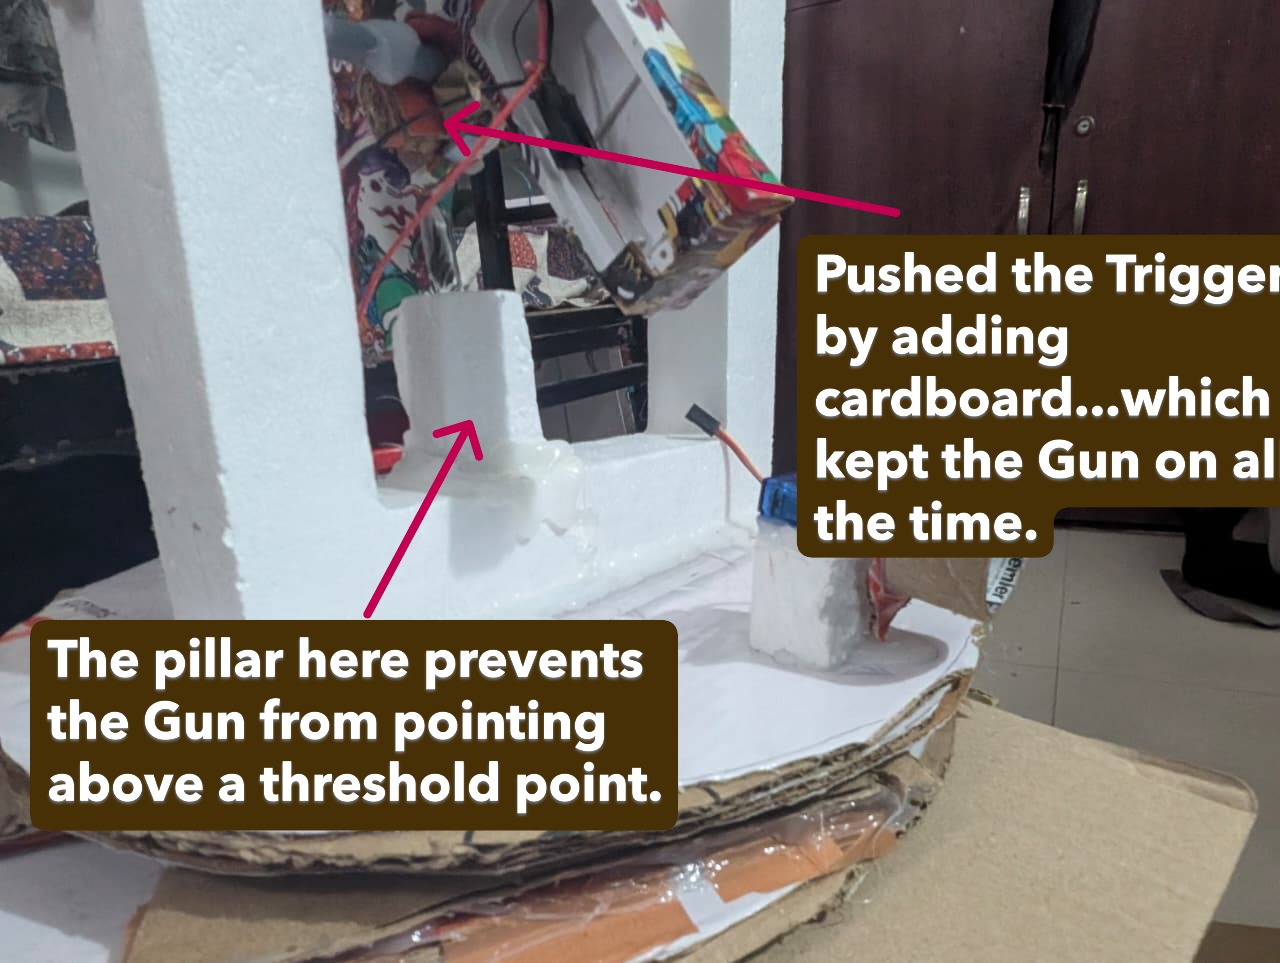 Pushed the Trigger
by adding
cardboard...which
kept the Gun on al
the time.
The pillar here prevents
the Gun from pointing
above a threshold point.
emler